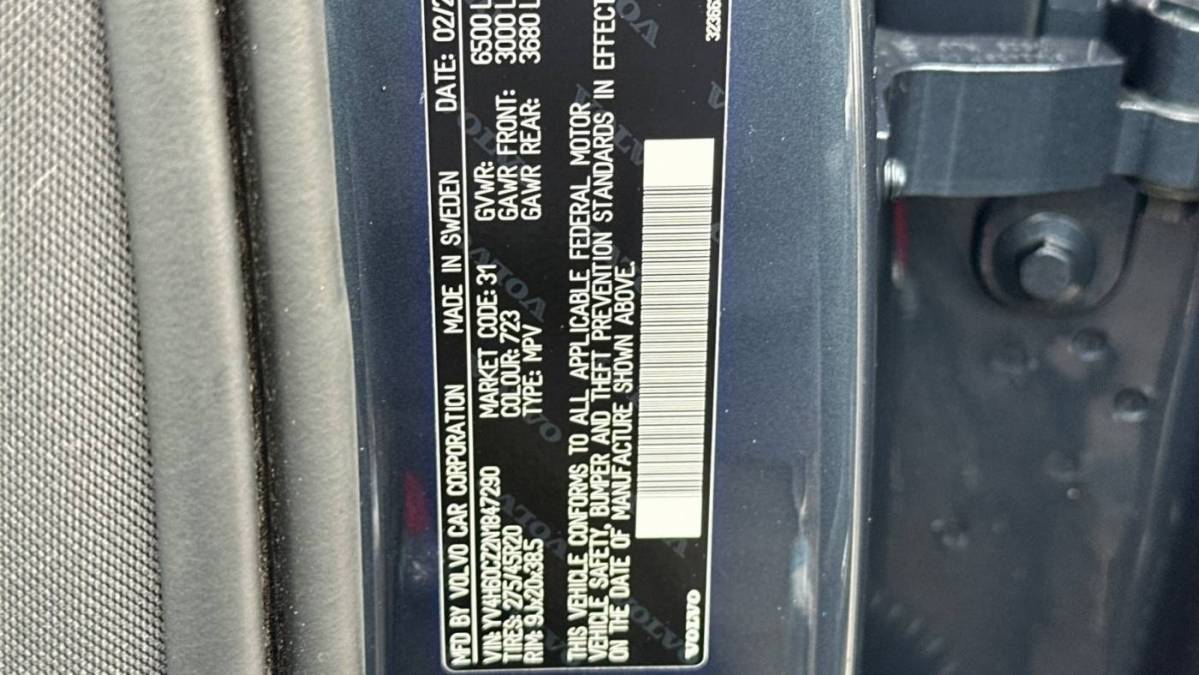 MFD BY VOLVO CAR CORPORATION MADE IN SWEDEN DATE: 02/2
VIN: YV4H60CZ2N1847290 MARKET CODE: 31 GVWR: 6500 L
TIRES: 275/45R20 COLOUR: 723 GAWR FRONT: 3000 L
RIM: 9Jx20x38.5 TYPE: MPV GAWR REAR: 3680 L
THIS VEHICLE CONFORMS TO ALL APPLICABLE FEDERAL MOTOR
VEHICLE SAFETY, BUMPER AND THEFT PREVENTION STANDARDS IN EFFECT
ON THE DATE OF MANUFACTURE SHOWN ABOVE.
VOLVO